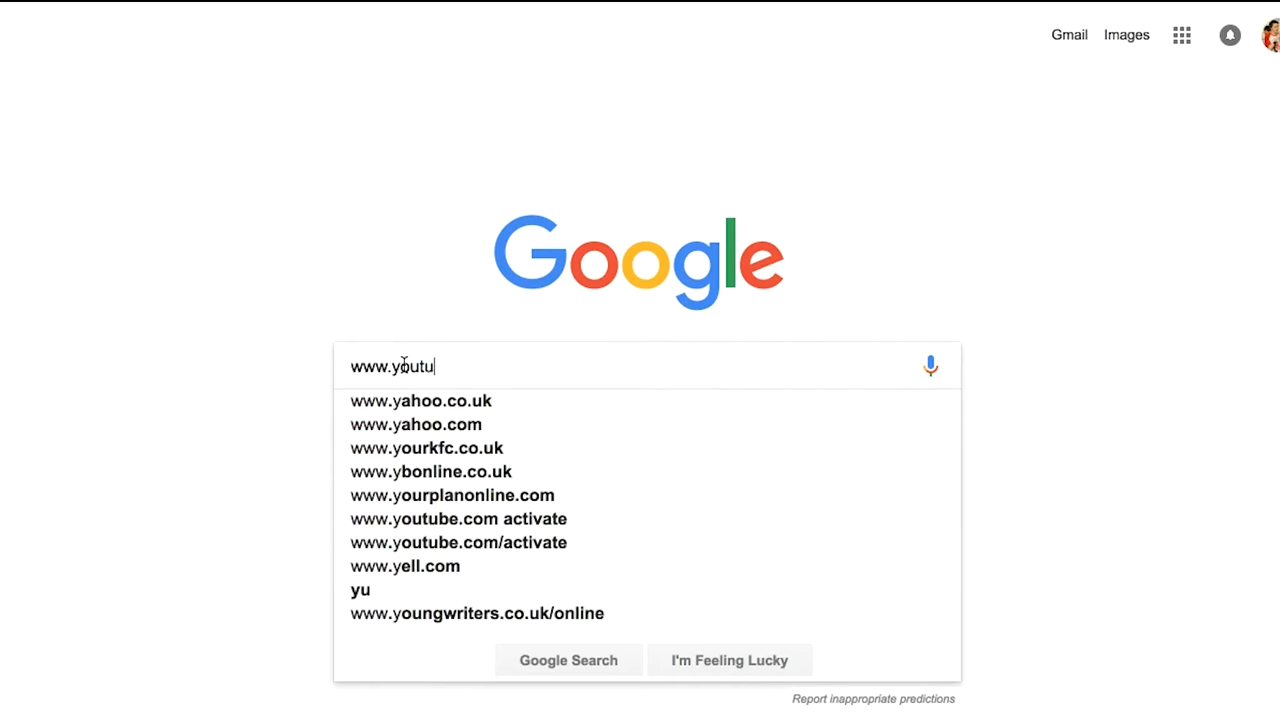 Gmail Images
Google
www.youtu
www.yahoo.co.uk
www.yahoo.com
www.yourkfc.co.uk
www.ybonline.co.uk
www.yourplanonline.com
www.youtube.com activate
www.youtube.com/activate
www.yell.com
yu
www.youngwriters.co.uk/online
Google Search I'm Feeling Lucky
Report inappropriate predictions